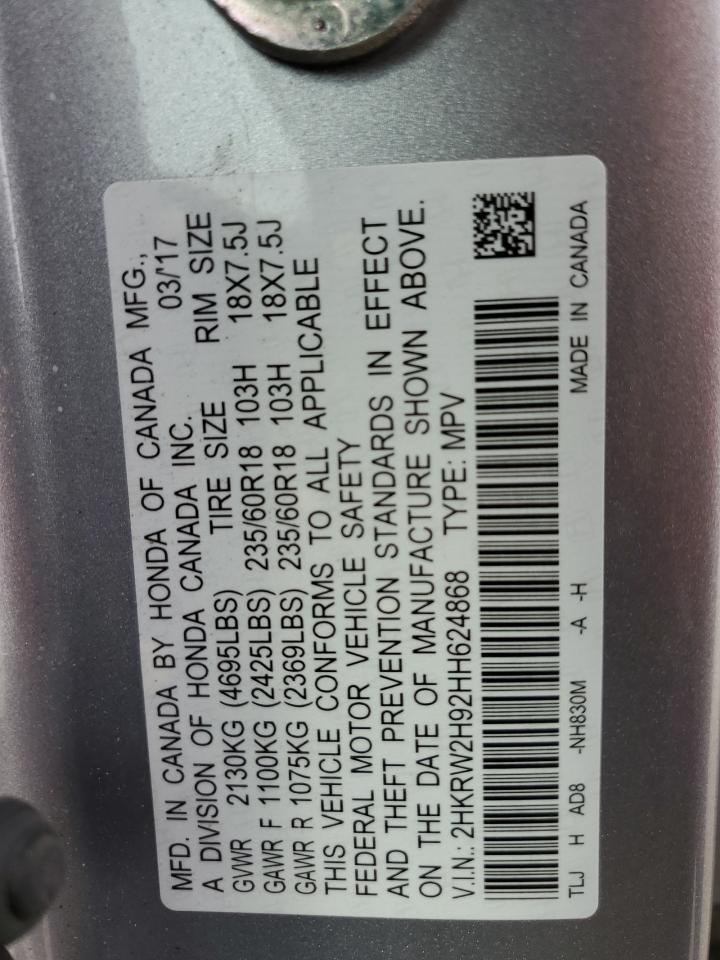 MFD. IN CANADA BY HONDA OF CANADA MFG.,
A DIVISION OF HONDA CANADA INC. 03/'17
GVWR 2130KG (4695LBS) TIRE SIZE RIM SIZE
GAWR F 1100KG (2425LBS) 235/60R18 103H 18X7.5J
GAWR R 1075KG (2369LBS) 235/60R18 103H 18X7.5J
THIS VEHICLE CONFORMS TO ALL APPLICABLE
FEDERAL MOTOR VEHICLE SAFETY
AND THEFT PREVENTION STANDARDS IN EFFECT
ON THE DATE OF MANUFACTURE SHOWN ABOVE.
V.I.N.: 2HKRW2H92HH624868 TYPE: MPV
TLJ H AD8 -NH830M -A -H MADE IN CANADA